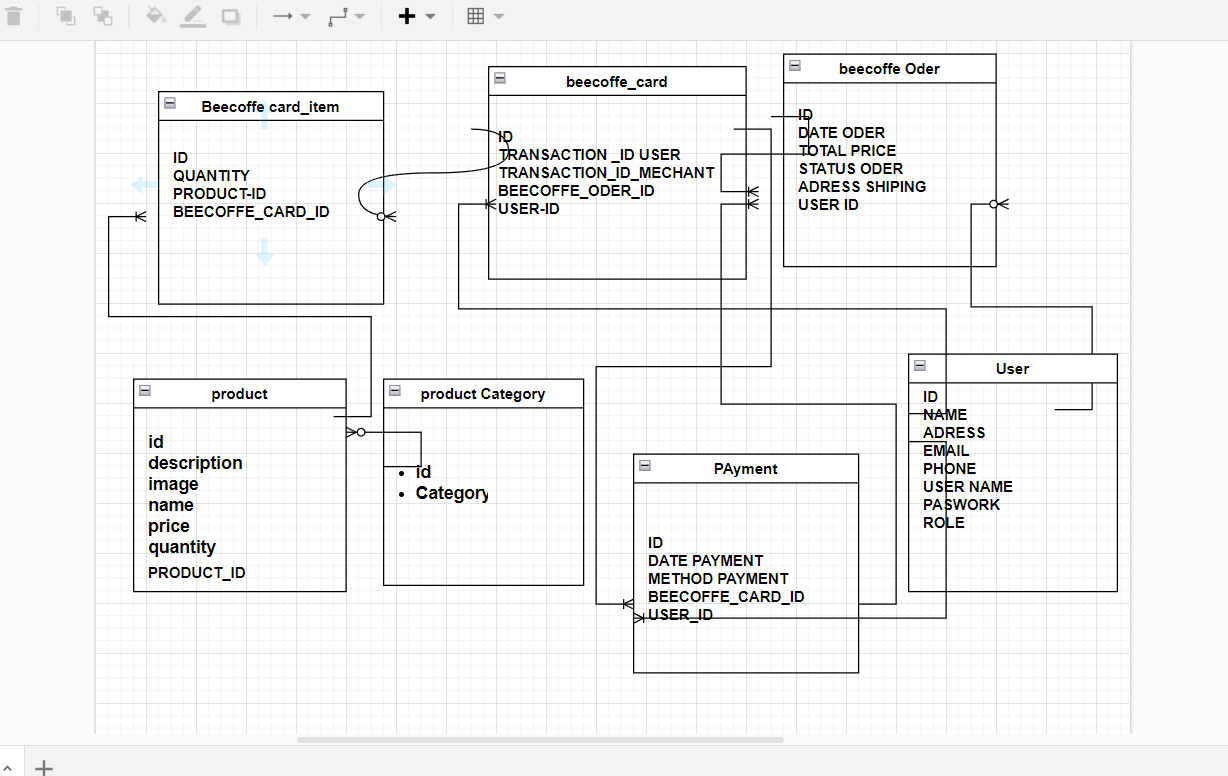 Beecoffe card_item
ID
QUANTITY
PRODUCT-ID
BEECOFFE_CARD_ID
beecoffe_card
ID
TRANSACTION _ID USER
TRANSACTION_ID_MECHANT
BEECOFFE_ODER_ID
USER-ID
beecoffe Oder
ID
DATE ODER
TOTAL PRICE
STATUS ODER
ADRESS SHIPING
USER ID
product
id
description
image
name
price
quantity
PRODUCT_ID
product Category
id
Category
PAyment
ID
DATE PAYMENT
METHOD PAYMENT
BEECOFFE_CARD_ID
USER_ID
User
ID
NAME
ADRESS
EMAIL
PHONE
USER NAME
PASWORK
ROLE